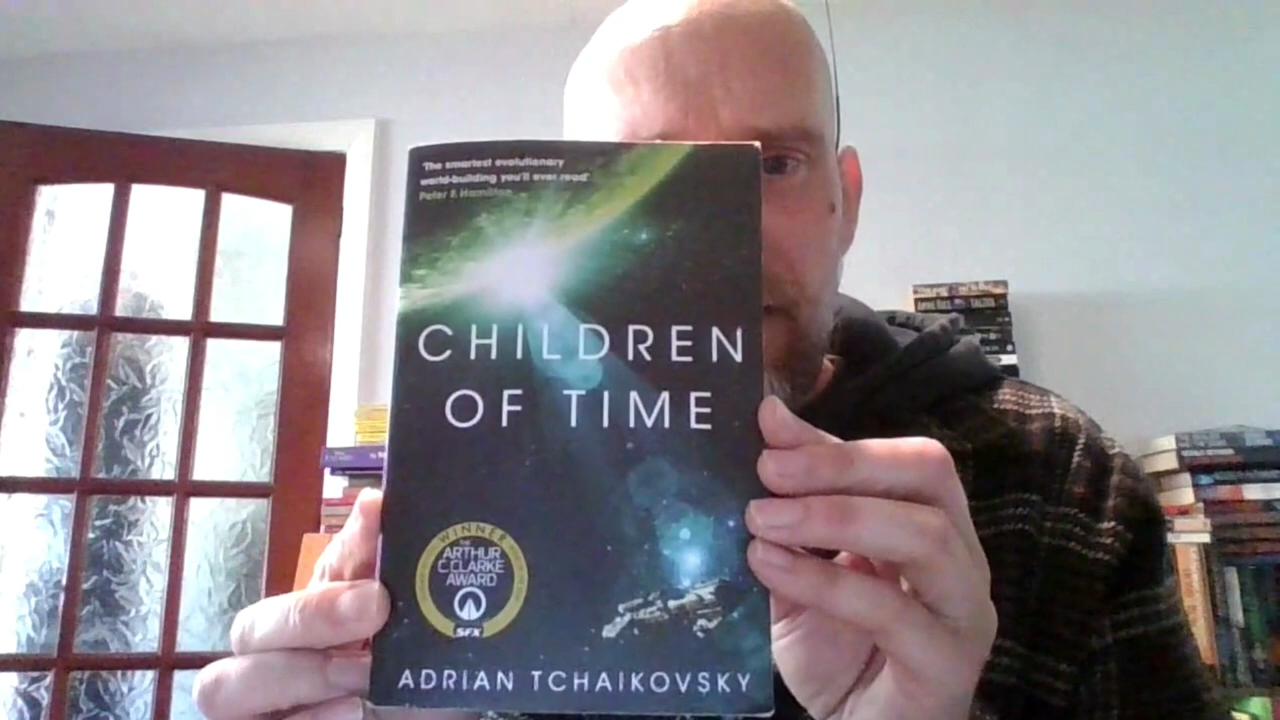 'The smartest evolutionary
world-building you'll ever read'
Peter F. Hamilton
CHILDREN
OF TIME
WINNER
THE
ARTHUR
C. CLARKE
AWARD
SFX
ADRIAN TCHAIKOVSKY